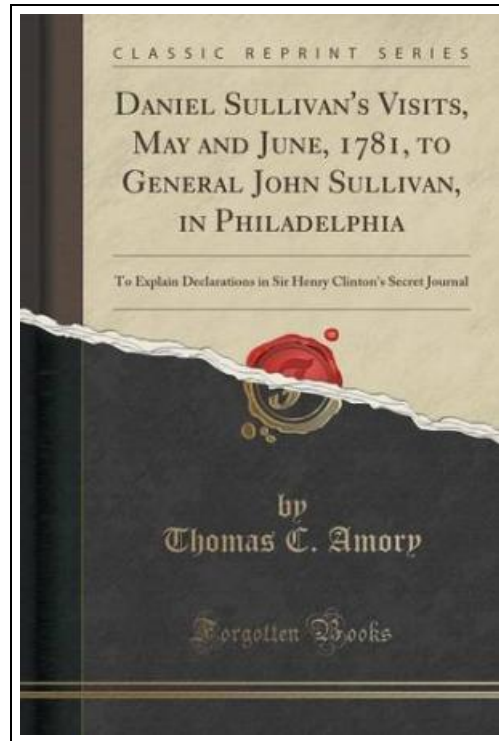 CLASSIC REPRINT SERIES
DANIEL SULLIVAN'S VISITS,
MAY AND JUNE, 1781, TO
GENERAL JOHN SULLIVAN,
IN PHILADELPHIA
To Explain Declarations in Sir Henry Clinton's Secret Journal
by
Thomas C. Amory
Forgotten Books